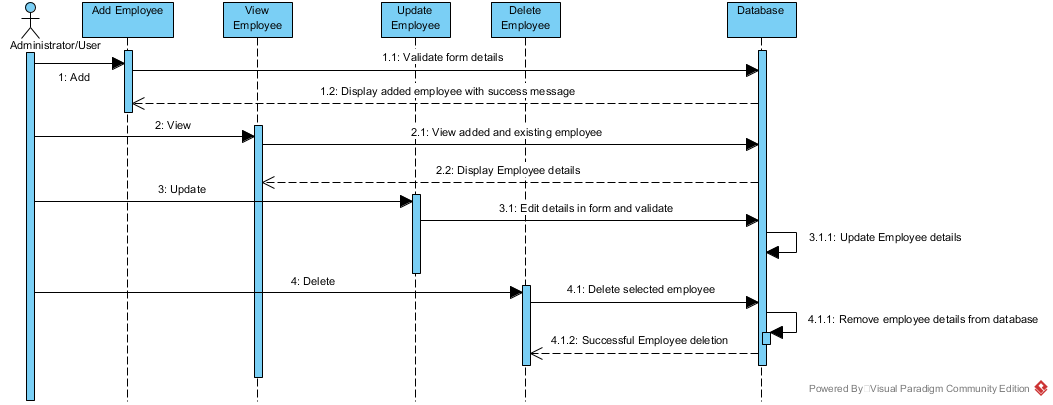 Add Employee
View
Employee
Update
Employee
Delete
Employee
Database
Administrator/User
1.1: Validate form details
1: Add
1.2: Display added employee with success message
2: View
2.1: View added and existing employee
2.2: Display Employee details
3: Update
3.1: Edit details in form and validate
3.1.1: Update Employee details
4: Delete
4.1: Delete selected employee
4.1.1: Remove employee details from database
4.1.2: Successful Employee deletion
Powered By Visual Paradigm Community Edition